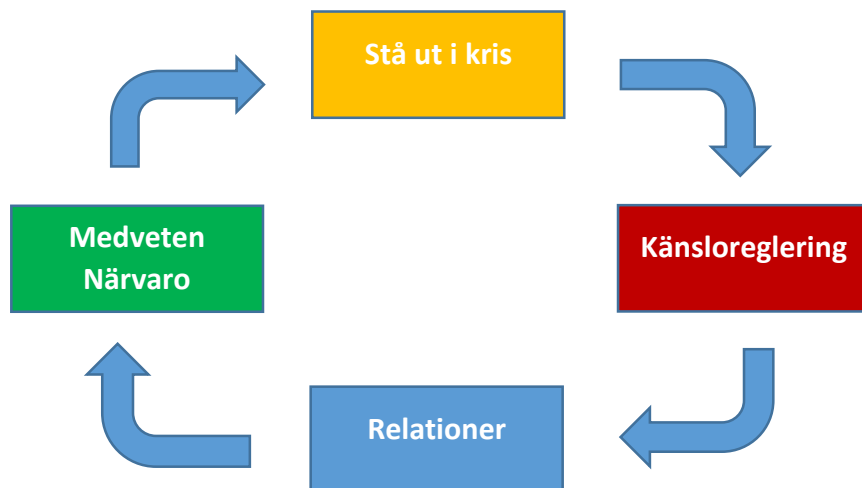 Stå ut i kris
Medveten
Närvaro
Känsloreglering
Relationer